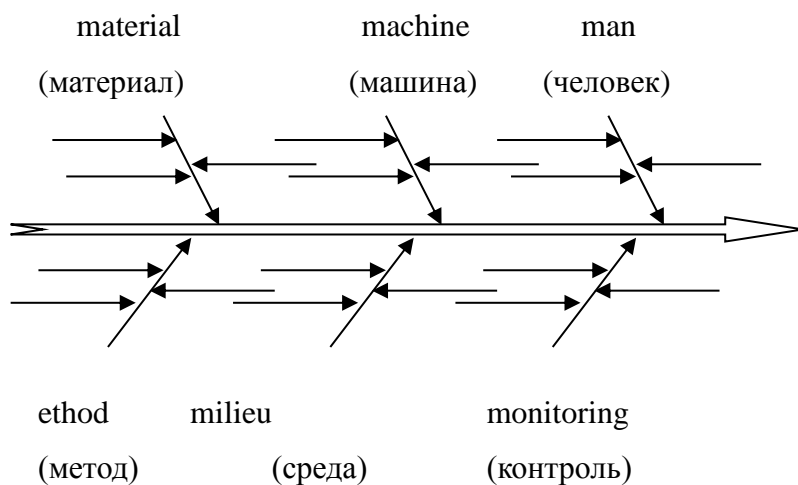 material machine man
(материал) (машина) (человек)
ethod milieu monitoring
(метод) (среда) (контроль)